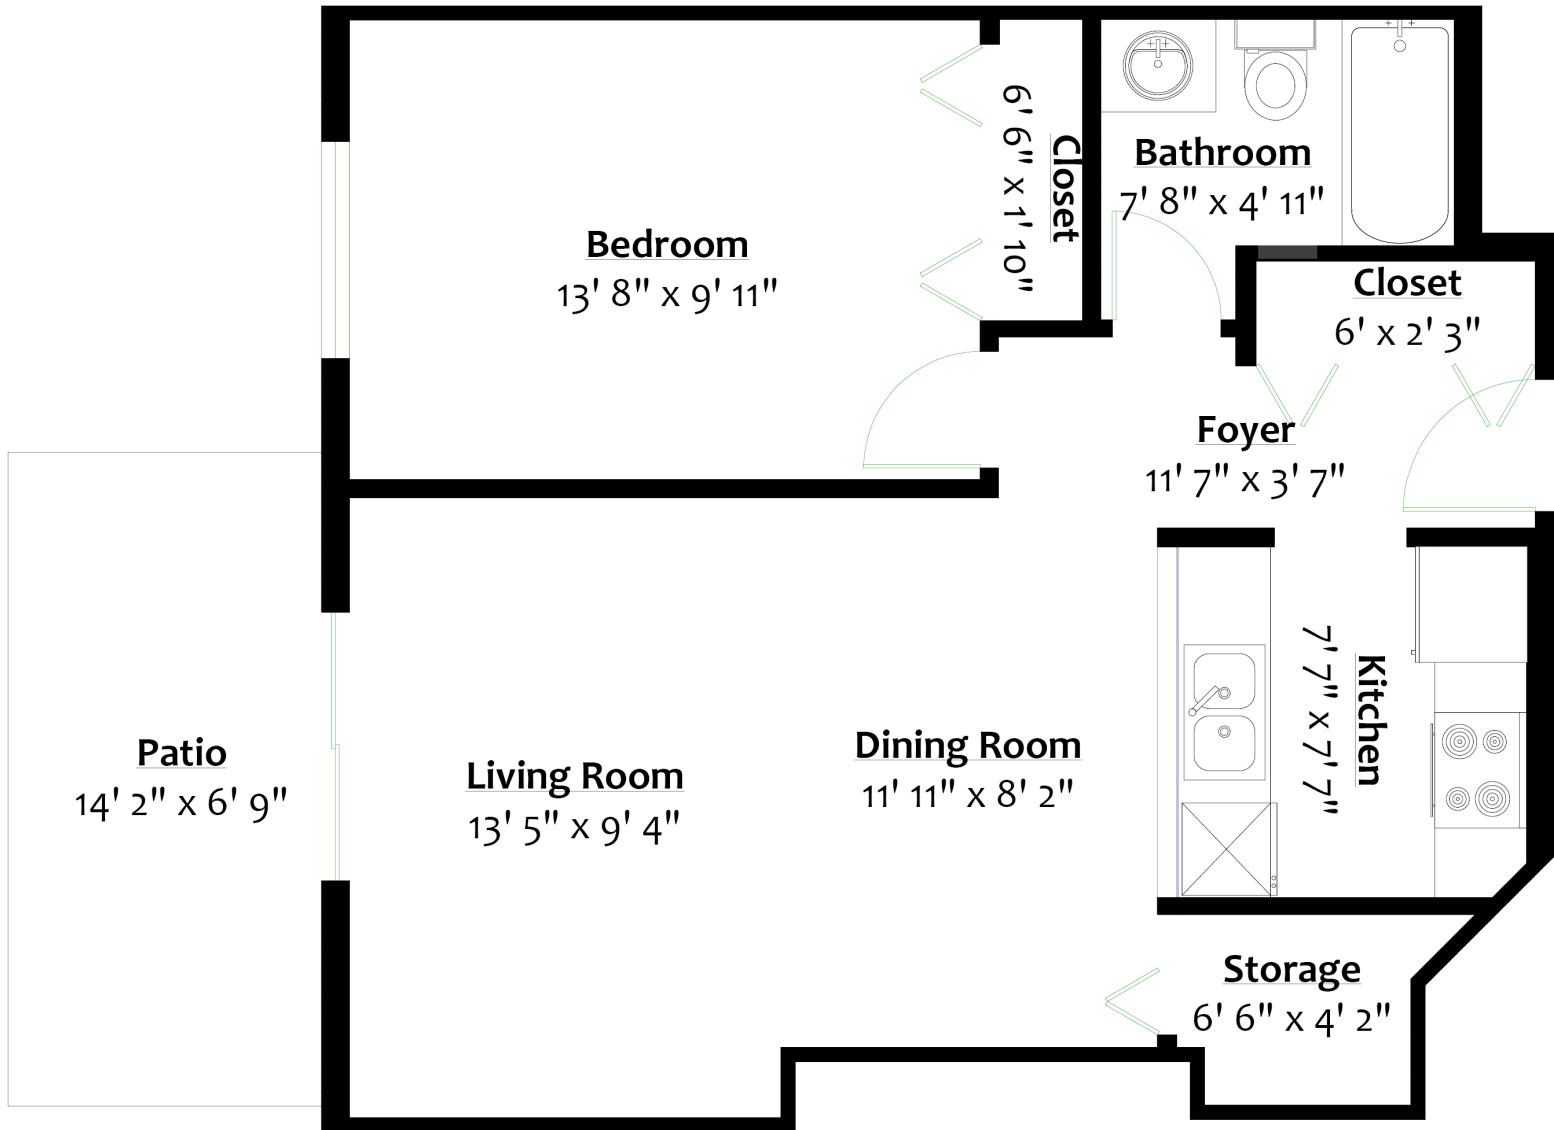 Closet
6' 6" x 1' 10"
Bathroom
7' 8" x 4' 11"
Bedroom
13' 8" x 9' 11"
Closet
6' x 2' 3"
Foyer
11' 7" x 3' 7"
Kitchen
7' 7" x 7' 7"
Patio
14' 2" x 6' 9"
Living Room
13' 5" x 9' 4"
Dining Room
11' 11" x 8' 2"
Storage
6' 6" x 4' 2"